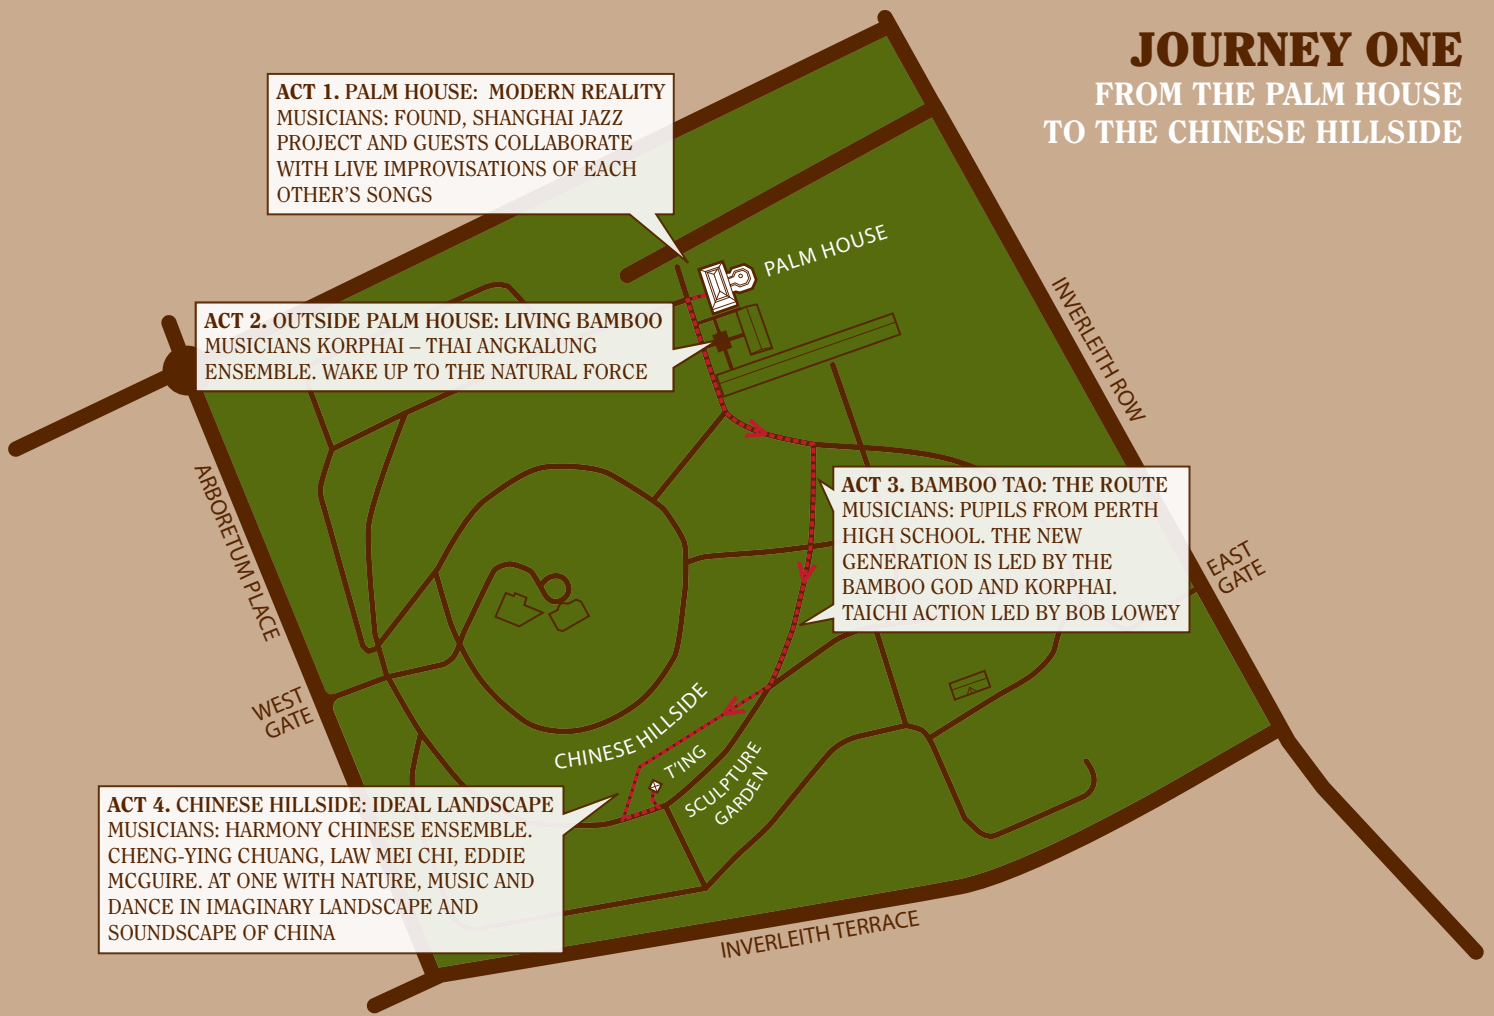 JOURNEY ONE
FROM THE PALM HOUSE
TO THE CHINESE HILLSIDE
ACT 1. PALM HOUSE: MODERN REALITY
MUSICIANS: FOUND, SHANGHAI JAZZ
PROJECT AND GUESTS COLLABORATE
WITH LIVE IMPROVISATIONS OF EACH
OTHER'S SONGS
PALM HOUSE
ACT 2. OUTSIDE PALM HOUSE: LIVING BAMBOO
MUSICIANS KORPHAI – THAI ANGKALUNG
ENSEMBLE. WAKE UP TO THE NATURAL FORCE
INVERLEITH ROW
ARBORETUM PLACE
ACT 3. BAMBOO TAO: THE ROUTE
MUSICIANS: PUPILS FROM PERTH
HIGH SCHOOL. THE NEW
GENERATION IS LED BY THE
BAMBOO GOD AND KORPHAI.
TAICHI ACTION LED BY BOB LOWEY
EAST
GATE
WEST
GATE
CHINESE HILLSIDE
T'ING
SCULPTURE
GARDEN
ACT 4. CHINESE HILLSIDE: IDEAL LANDSCAPE
MUSICIANS: HARMONY CHINESE ENSEMBLE.
CHENG-YING CHUANG, LAW MEI CHI, EDDIE
MCGUIRE. AT ONE WITH NATURE, MUSIC AND
DANCE IN IMAGINARY LANDSCAPE AND
SOUNDSCAPE OF CHINA
INVERLEITH TERRACE